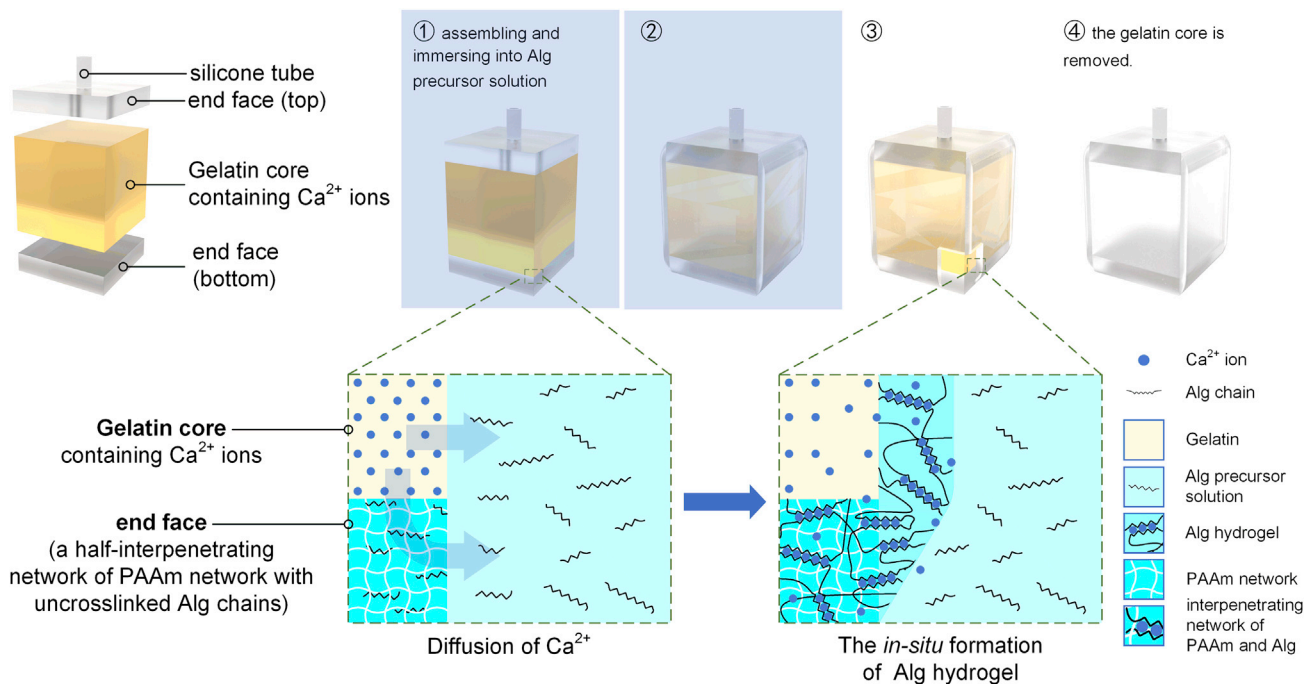 ① assembling and
immersing into Alg
precursor solution
②
③
④ the gelatin core is
removed.
silicone tube
end face (top)
Gelatin core
containing Ca²⁺ ions
end face
(bottom)
Gelatin core
containing Ca²⁺ ions
end face
(a half-interpenetrating
network of PAAm network with
uncrosslinked Alg chains)
Diffusion of Ca²⁺
The in-situ formation
of Alg hydrogel
Ca²⁺ ion
Alg chain
Gelatin
Alg precursor
solution
Alg hydrogel
PAAm network
interpenetrating
network of
PAAm and Alg